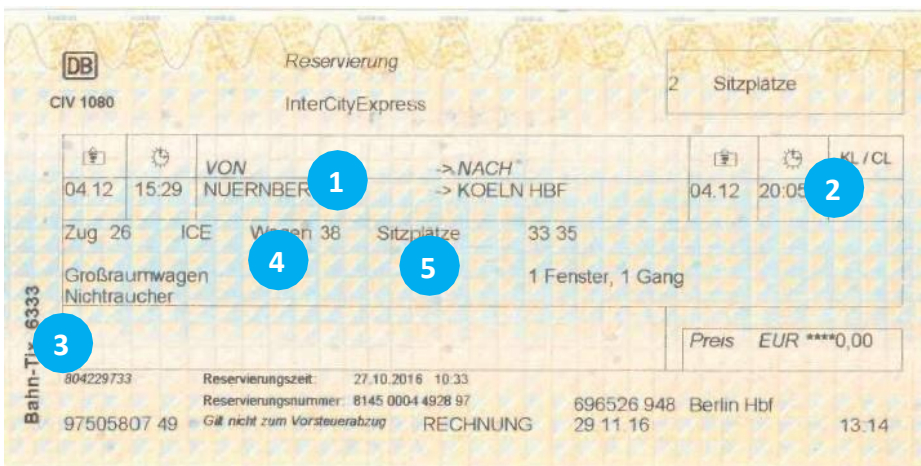 DB
Reservierung
2 Sitzplätze
CIV 1080
InterCityExpress
VON ->NACH KL / CL
04.12 15:29 NUERNBER -> KOELN HBF 04.12 20:05
1
2
Zug 26 ICE Wagen 38 Sitzplätze 33 35
4
5
Großraumwagen 1 Fenster, 1 Gang
Nichtraucher
3
Preis EUR ****0,00
804229733 Reservierungszeit: 27.10.2016 10:33
Reservierungsnummer: 8145 0004 4928 97
696526 948 Berlin Hbf
97505807 49 Gilt nicht zum Vorsteuerabzug RECHNUNG 29 11 16 13:14
Bahn-Tix 6333